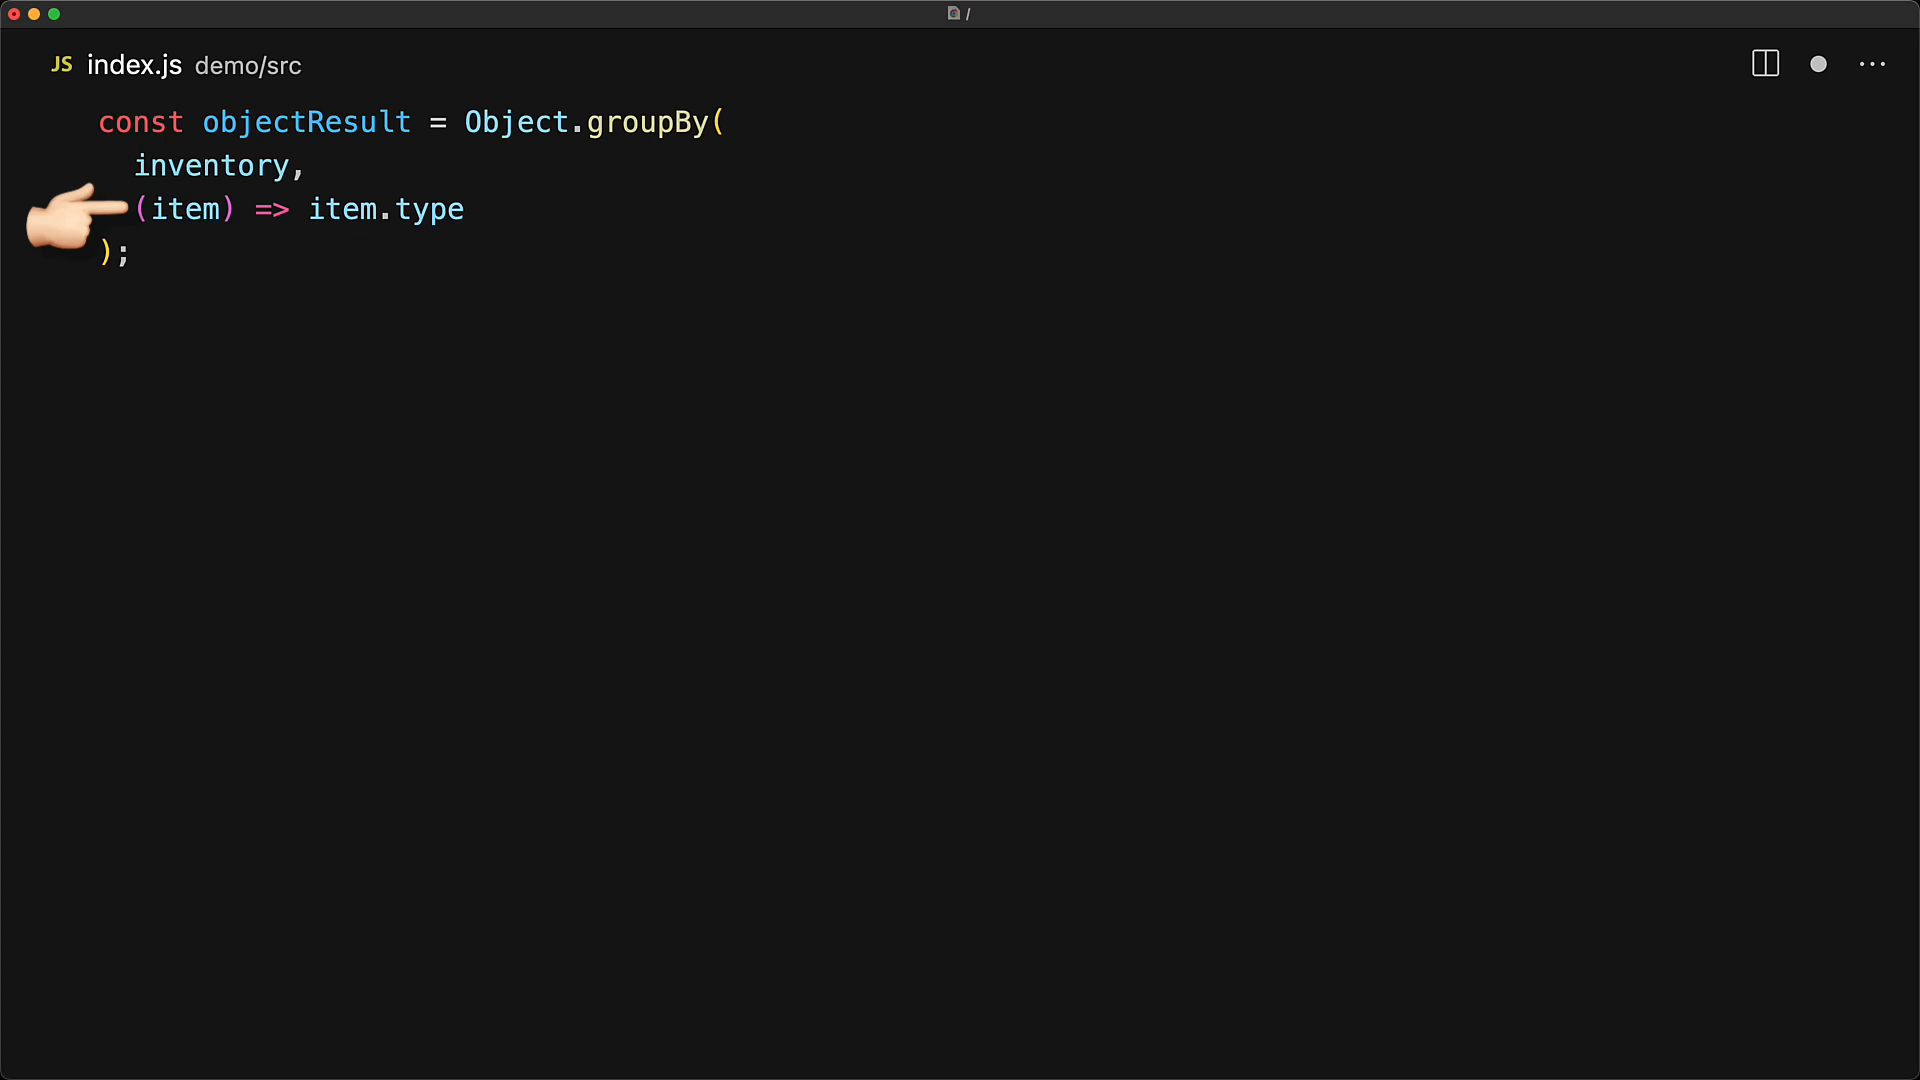 /
JS index.js demo/src
const objectResult = Object.groupBy(
inventory,
(item) => item.type
);